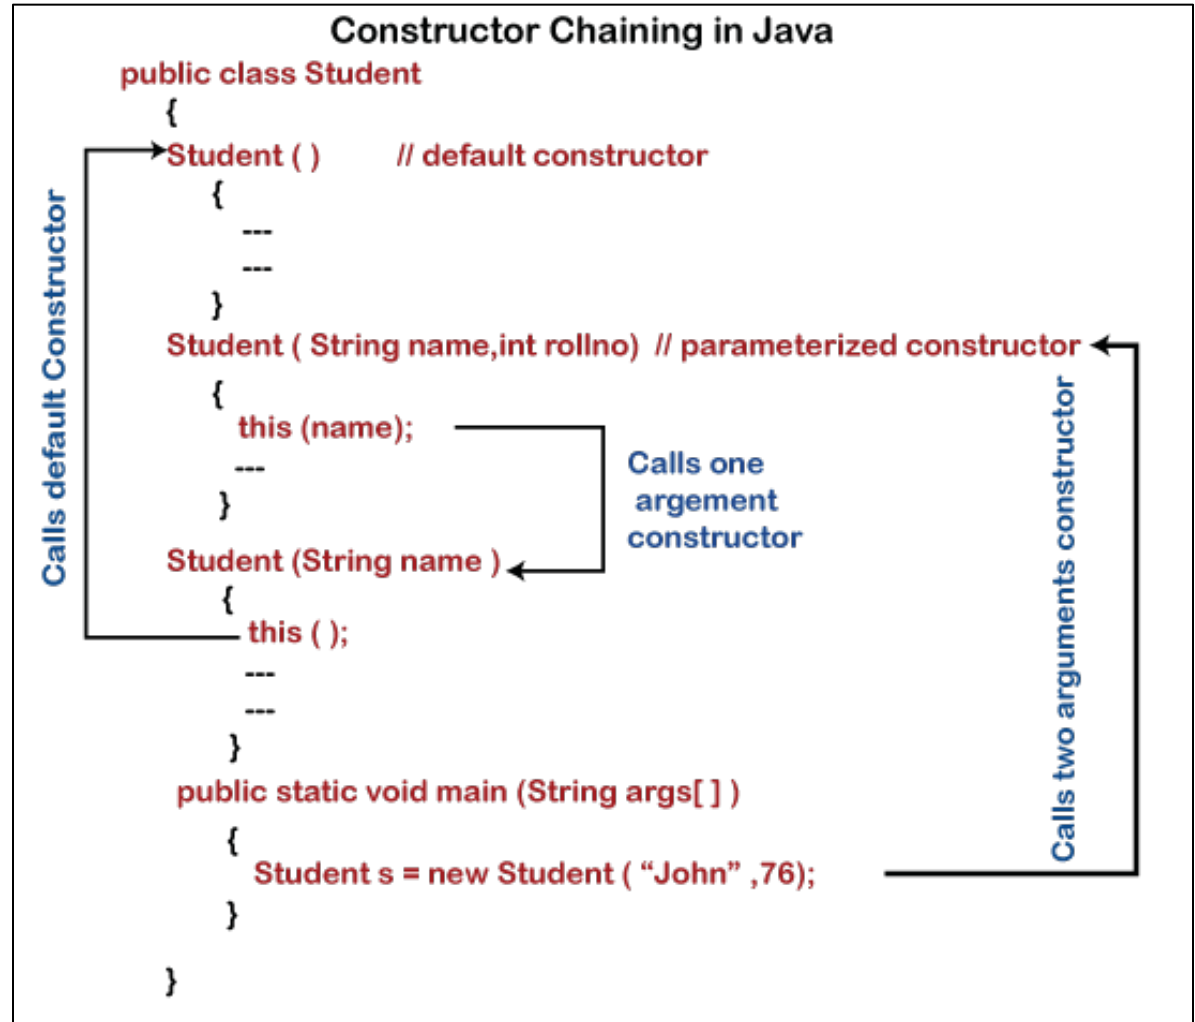 Constructor Chaining in Java
public class Student
{
Student ( ) // default constructor
{
---
---
}
Student ( String name,int rollno) // parameterized constructor
{
this (name);
---
}
Student (String name )
{
this ( );
---
---
}
public static void main (String args[ ] )
{
Student s = new Student ( “John” ,76);
}
}
Calls default Constructor
Calls one
argement
constructor
Calls two arguments constructor